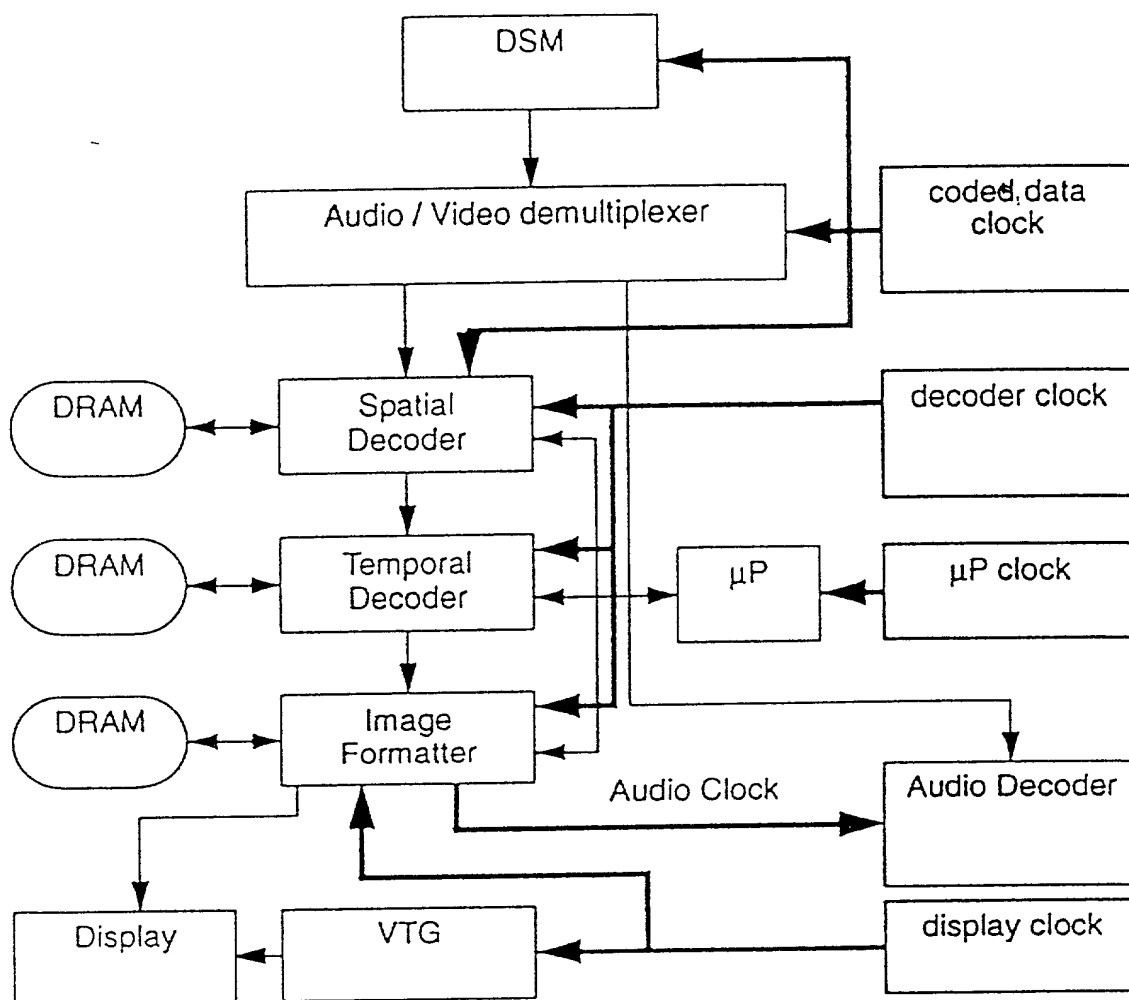 DSM
Audio / Video demultiplexer
coded data
clock
DRAM
Spatial
Decoder
decoder clock
DRAM
Temporal
Decoder
µP
µP clock
DRAM
Image
Formatter
Audio Clock
Audio Decoder
Display
VTG
display clock